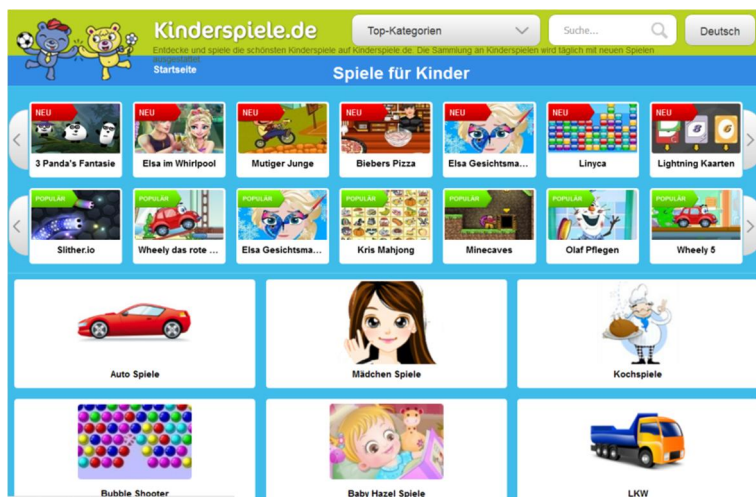 Kinderspiele.de
Top-Kategorien
Suche...
Deutsch
Entdecke und spiele die schönsten Kinderspiele auf Kinderspiele.de. Die Sammlung an Kinderspielen wird täglich mit neuen Spielen
ausgestattet
Startseite
Spiele für Kinder
NEU NEU NEU NEU NEU NEU NEU
3 Panda's Fantasie Elsa im Whirlpool Mutiger Junge Biebers Pizza Elsa Gesichtsma... Linyca Lightning Kaarten
POPULÄR POPULÄR POPULÄR POPULÄR POPULÄR POPULÄR POPULÄR
Slither.io Wheely das rote ... Elsa Gesichtsma... Kris Mahjong Minecaves Olaf Pflegen Wheely 5
Auto Spiele Mädchen Spiele Kochspiele
Bubble Shooter Baby Hazel Spiele LKW